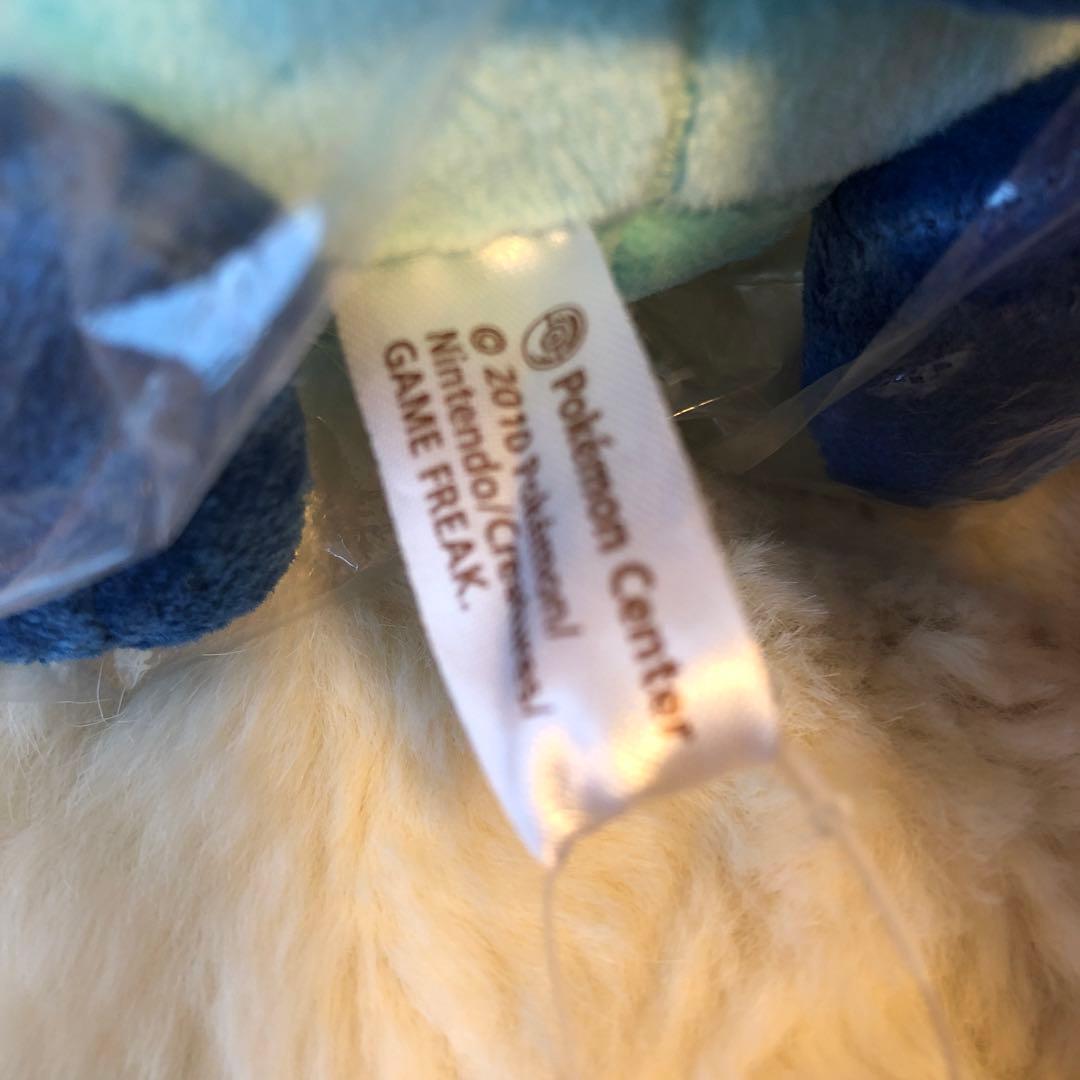 Pokémon Center
© 2010 Pokémon/
Nintendo/Creatures/
GAME FREAK.